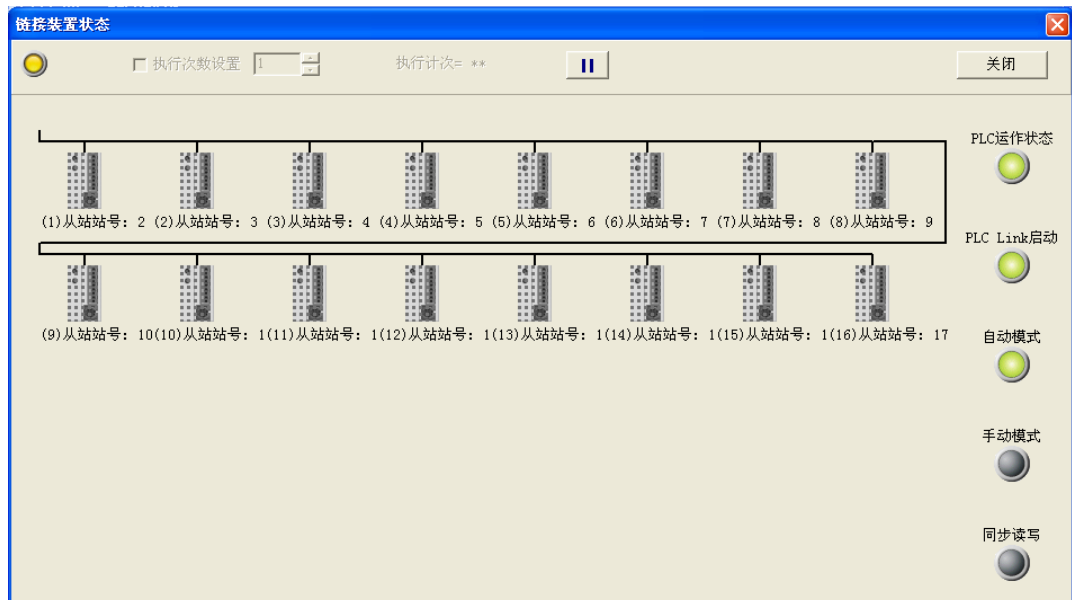 链接装置状态
执行次数设置 1 执行计次= ** 关闭
PLC运作状态
(1)从站站号: 2 (2)从站站号: 3 (3)从站站号: 4 (4)从站站号: 5 (5)从站站号: 6 (6)从站站号: 7 (7)从站站号: 8 (8)从站站号: 9
PLC Link启动
(9)从站站号: 10(10)从站站号: 1(11)从站站号: 1(12)从站站号: 1(13)从站站号: 1(14)从站站号: 1(15)从站站号: 1(16)从站站号: 17
自动模式
手动模式
同步读写